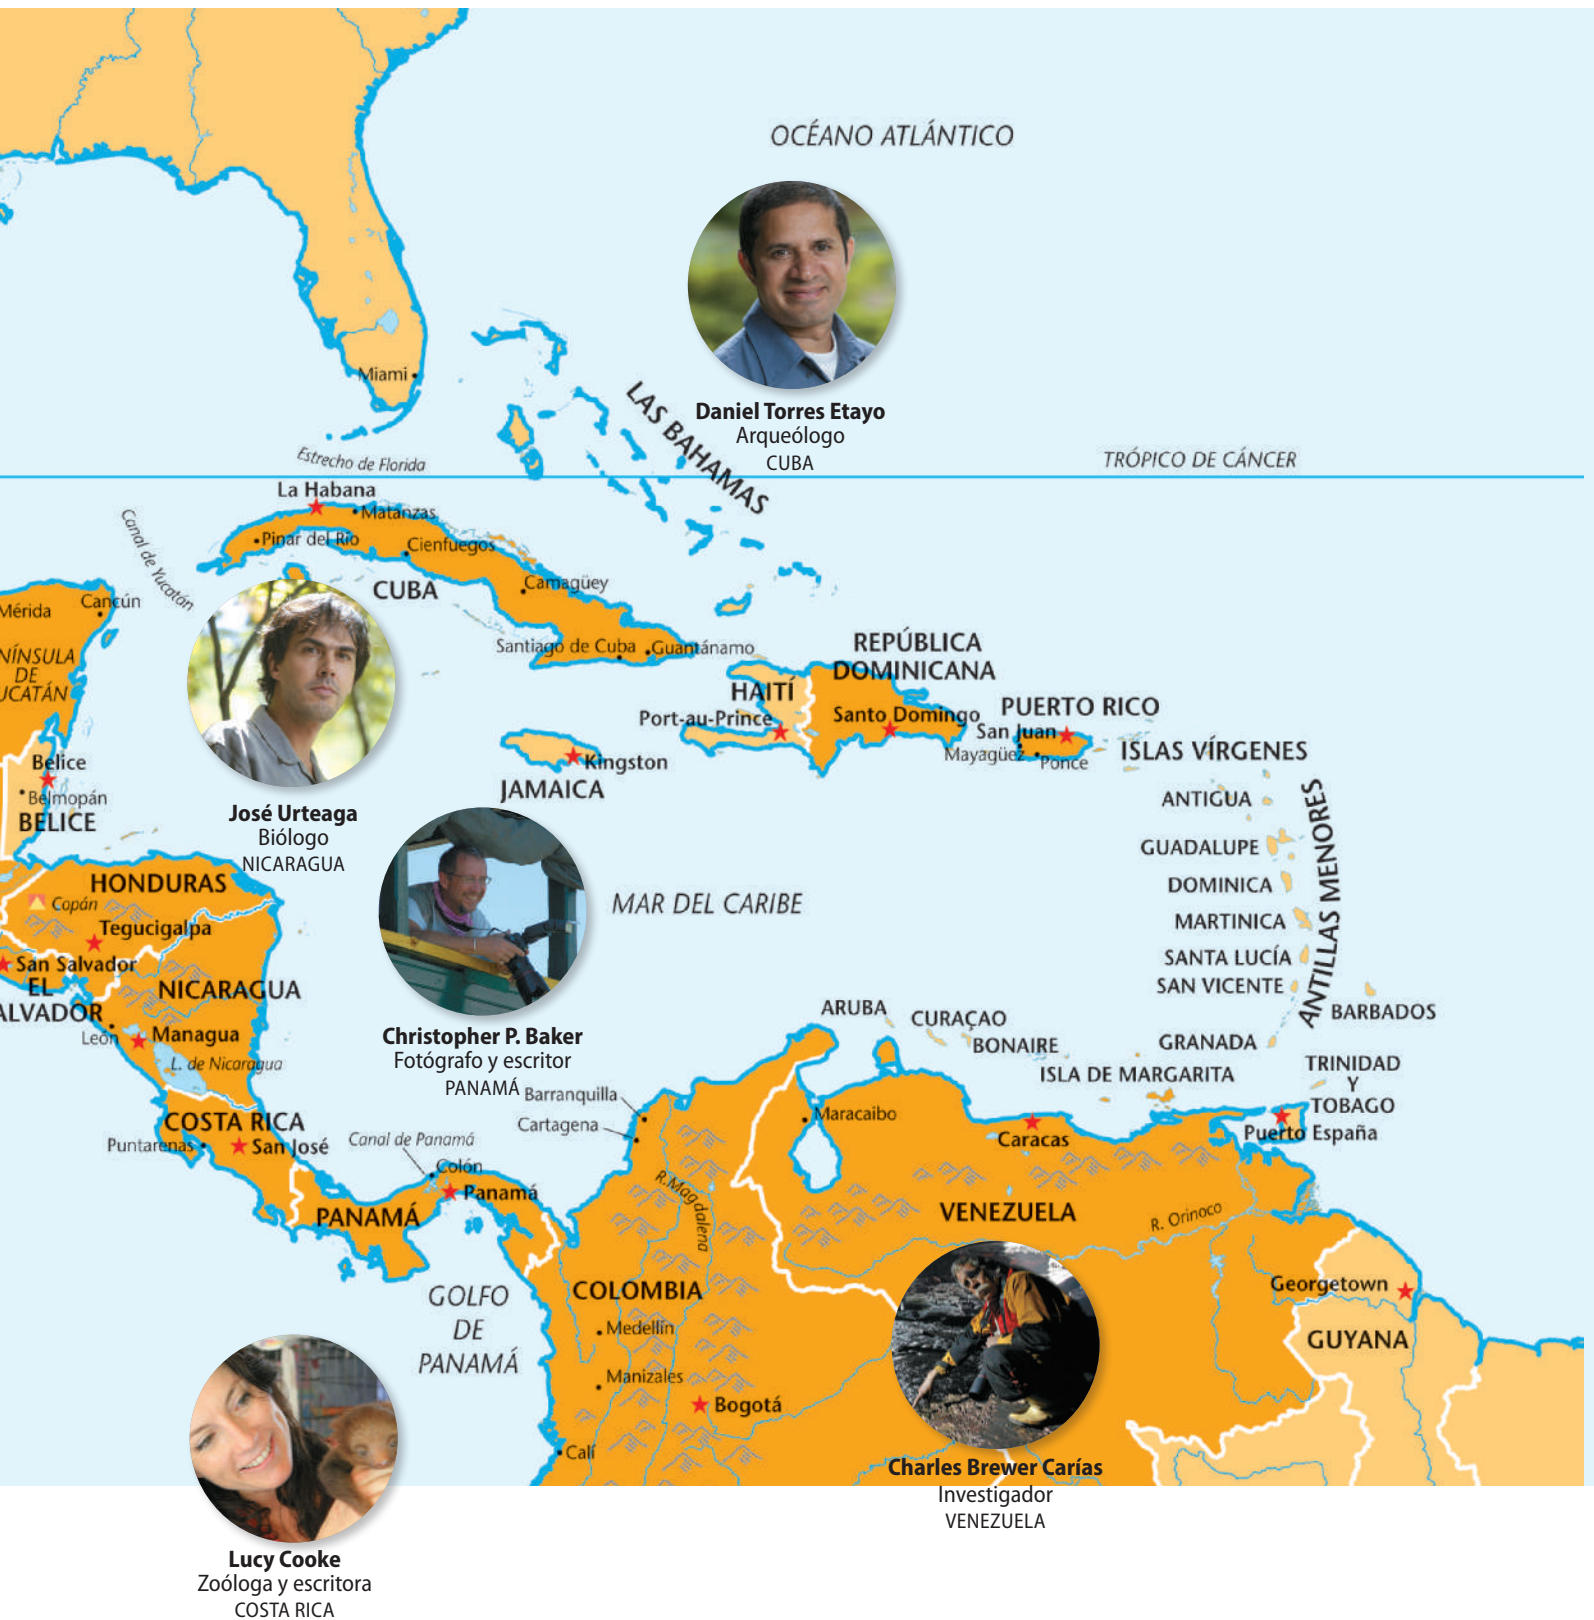 OCÉANO ATLÁNTICO
Miami
Daniel Torres Etayo
Arqueólogo
CUBA
LAS BAHAMAS
TRÓPICO DE CÁNCER
Estrecho de Florida
La Habana
Matanzas
Pinar del Río
Cienfuegos
Canal de Yucatán
CUBA
Camagüey
Mérida
Cancún
Santiago de Cuba
Guantánamo
NÍNSULA
DE
UCATÁN
REPÚBLICA
DOMINICANA
HAITÍ
Port-au-Prince
Santo Domingo
PUERTO RICO
San Juan
Mayagüez
Ponce
ISLAS VÍRGENES
Kingston
JAMAICA
Belice
Belmopán
BELICE
ANTIGUA
GUADALUPE
DOMINICA
MARTINICA
SANTA LUCÍA
SAN VICENTE
ANTILLAS MENORES
BARBADOS
GRANADA
José Urteaga
Biólogo
NICARAGUA
HONDURAS
Copán
Tegucigalpa
MAR DEL CARIBE
San Salvador
EL
ALVADOR
NICARAGUA
León
Managua
L. de Nicaragua
Christopher P. Baker
Fotógrafo y escritor
PANAMÁ
ARUBA
CURAÇAO
BONAIRE
ISLA DE MARGARITA
TRINIDAD
Y
TOBAGO
Puerto España
Barranquilla
Cartagena
Maracaibo
Caracas
COSTA RICA
Puntarenas
San José
Canal de Panamá
Colón
Panamá
PANAMÁ
R. Magdalena
VENEZUELA
R. Orinoco
GOLFO
DE
PANAMÁ
COLOMBIA
Medellín
Manizales
Bogotá
Calí
Georgetown
GUYANA
Charles Brewer Carías
Investigador
VENEZUELA
Lucy Cooke
Zoóloga y escritora
COSTA RICA